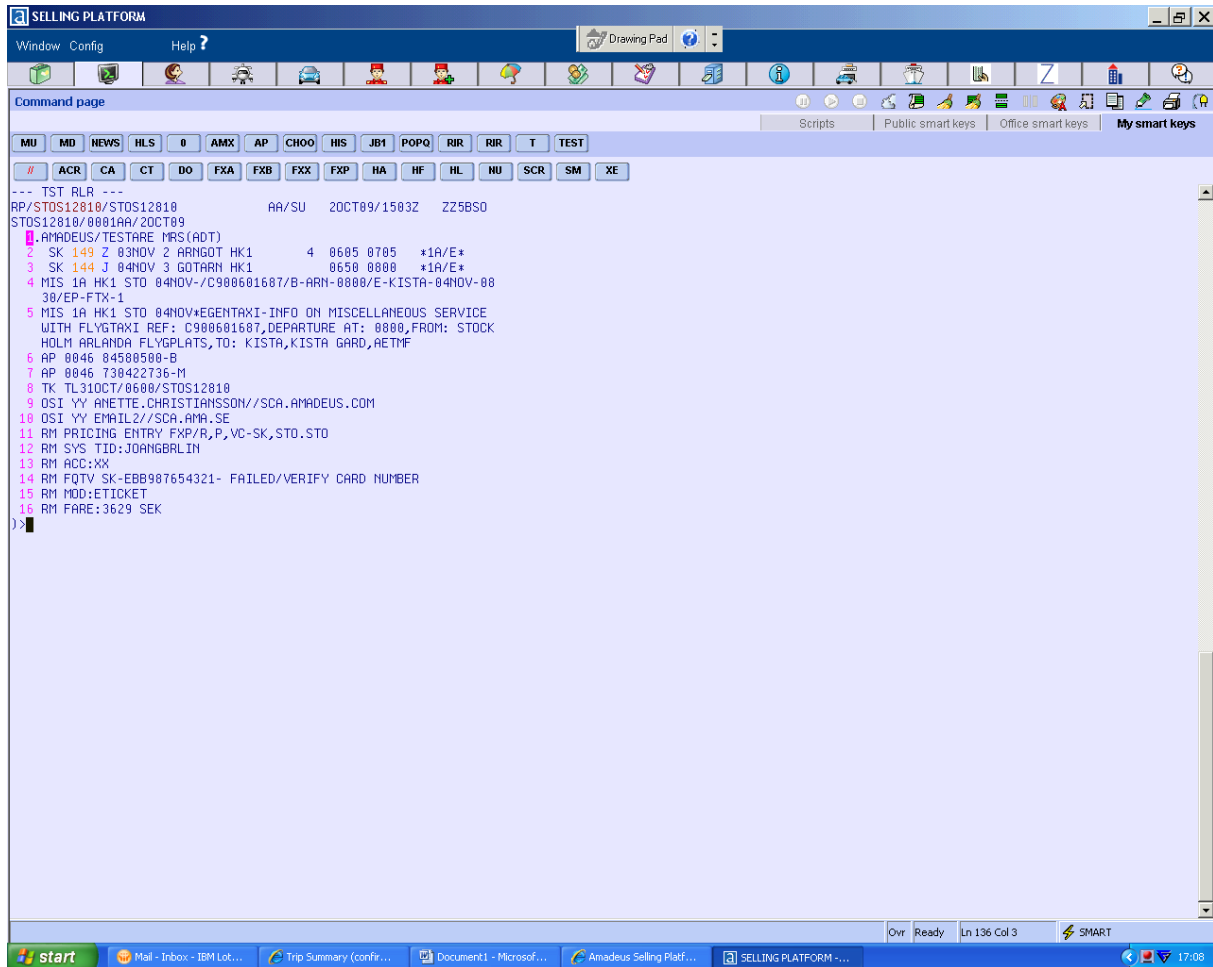 a SELLING PLATFORM
Window Config Help ?
Drawing Pad
Command page
Scripts Public smart keys Office smart keys My smart keys
MU MD NEWS HLS 0 AMX AP CHOO HIS JB1 POPQ RIR RIR T TEST
// ACR CA CT DO FXA FXB FXX FXP HA HF HL NU SCR SM XE
--- TST RLR ---
RP/STOS12810/STOS12810 AA/SU 2OCT09/1503Z ZZ5BSO
STOS12810/0001AA/2OCT09
1.AMADEUS/TESTARE MRS(ADT)
2 SK 149 Z 03NOV 2 ARNGOT HK1 4 0605 0705 *1A/E*
3 SK 144 J 04NOV 3 GOTARN HK1 0650 0800 *1A/E*
4 MIS 1A HK1 STO 04NOV-/C900601687/B-ARN-0800/E-KISTA-04NOV-08
30/EP-FTX-1
5 MIS 1A HK1 STO 04NOV*EGENTAXI-INFO ON MISCELLANEOUS SERVICE
WITH FLYGTAXI REF: C900601687,DEPARTURE AT: 0800,FROM: STOCK
HOLM ARLANDA FLYGPLATS,TO: KISTA,KISTA GARD,AETMF
6 AP 0046 84580500-B
7 AP 0046 730422736-M
8 TK TL31OCT/0600/STOS12810
9 OSI YY ANETTE.CHRISTIANSSON//SCA.AMADEUS.COM
10 OSI YY EMAIL2//SCA.AMA.SE
11 RM PRICING ENTRY FXP/R,P,VC-SK,STO.STO
12 RM SYS TID:JOANGBRLIN
13 RM ACC:XX
14 RM FQTV SK-EBB987654321- FAILED/VERIFY CARD NUMBER
15 RM MOD:ETICKET
16 RM FARE:3629 SEK
)>
Ovr Ready Ln 136 Col 3 SMART
start Mail - Inbox - IBM Lot... Trip Summary (confir... Document1 - Microsof... Amadeus Selling Platf... a SELLING PLATFORM -... 17:08